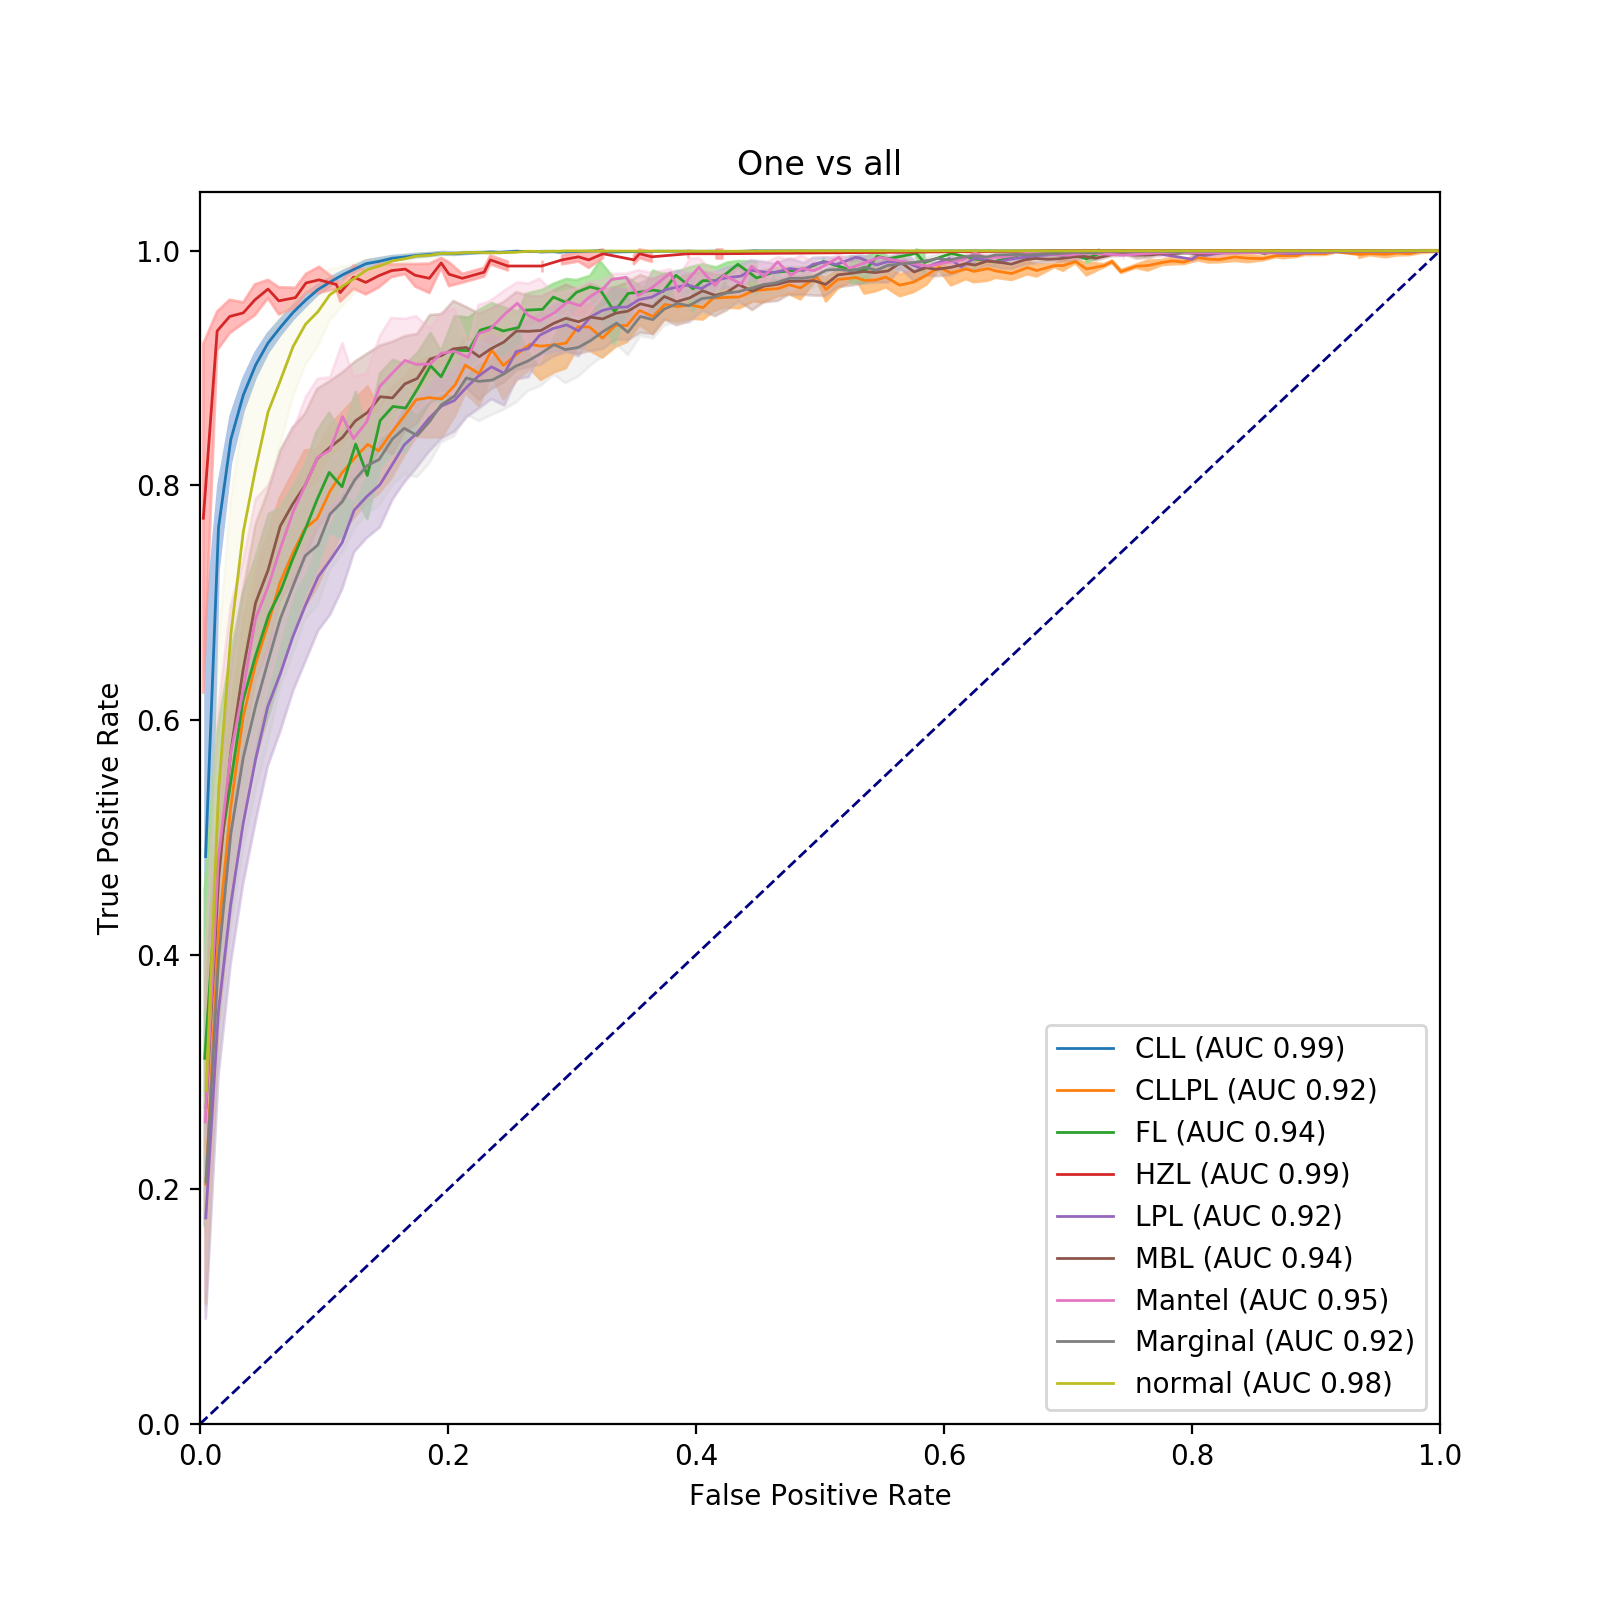 One vs all
1.0
0.8
0.6
0.4
0.2
0.0
True Positive Rate
0.0 0.2 0.4 0.6 0.8 1.0
False Positive Rate
CLL (AUC 0.99)
CLLPL (AUC 0.92)
FL (AUC 0.94)
HZL (AUC 0.99)
LPL (AUC 0.92)
MBL (AUC 0.94)
Mantel (AUC 0.95)
Marginal (AUC 0.92)
normal (AUC 0.98)